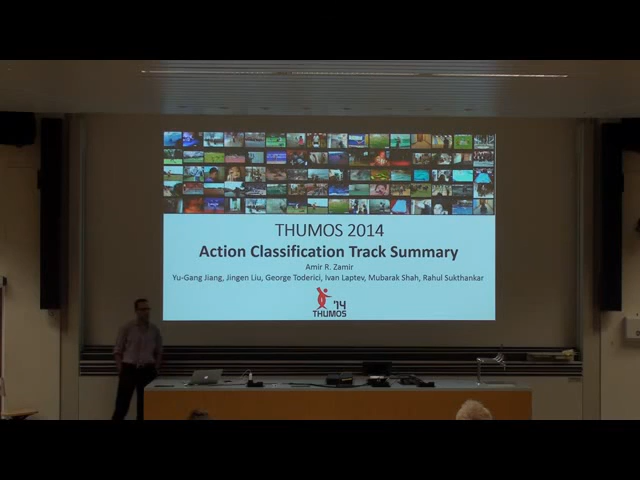 THUMOS 2014
Action Classification Track Summary
Amir R. Zamir
Yu-Gang Jiang, Jingen Liu, George Toderici, Ivan Laptev, Mubarak Shah, Rahul Sukthankar
'14
THUMOS